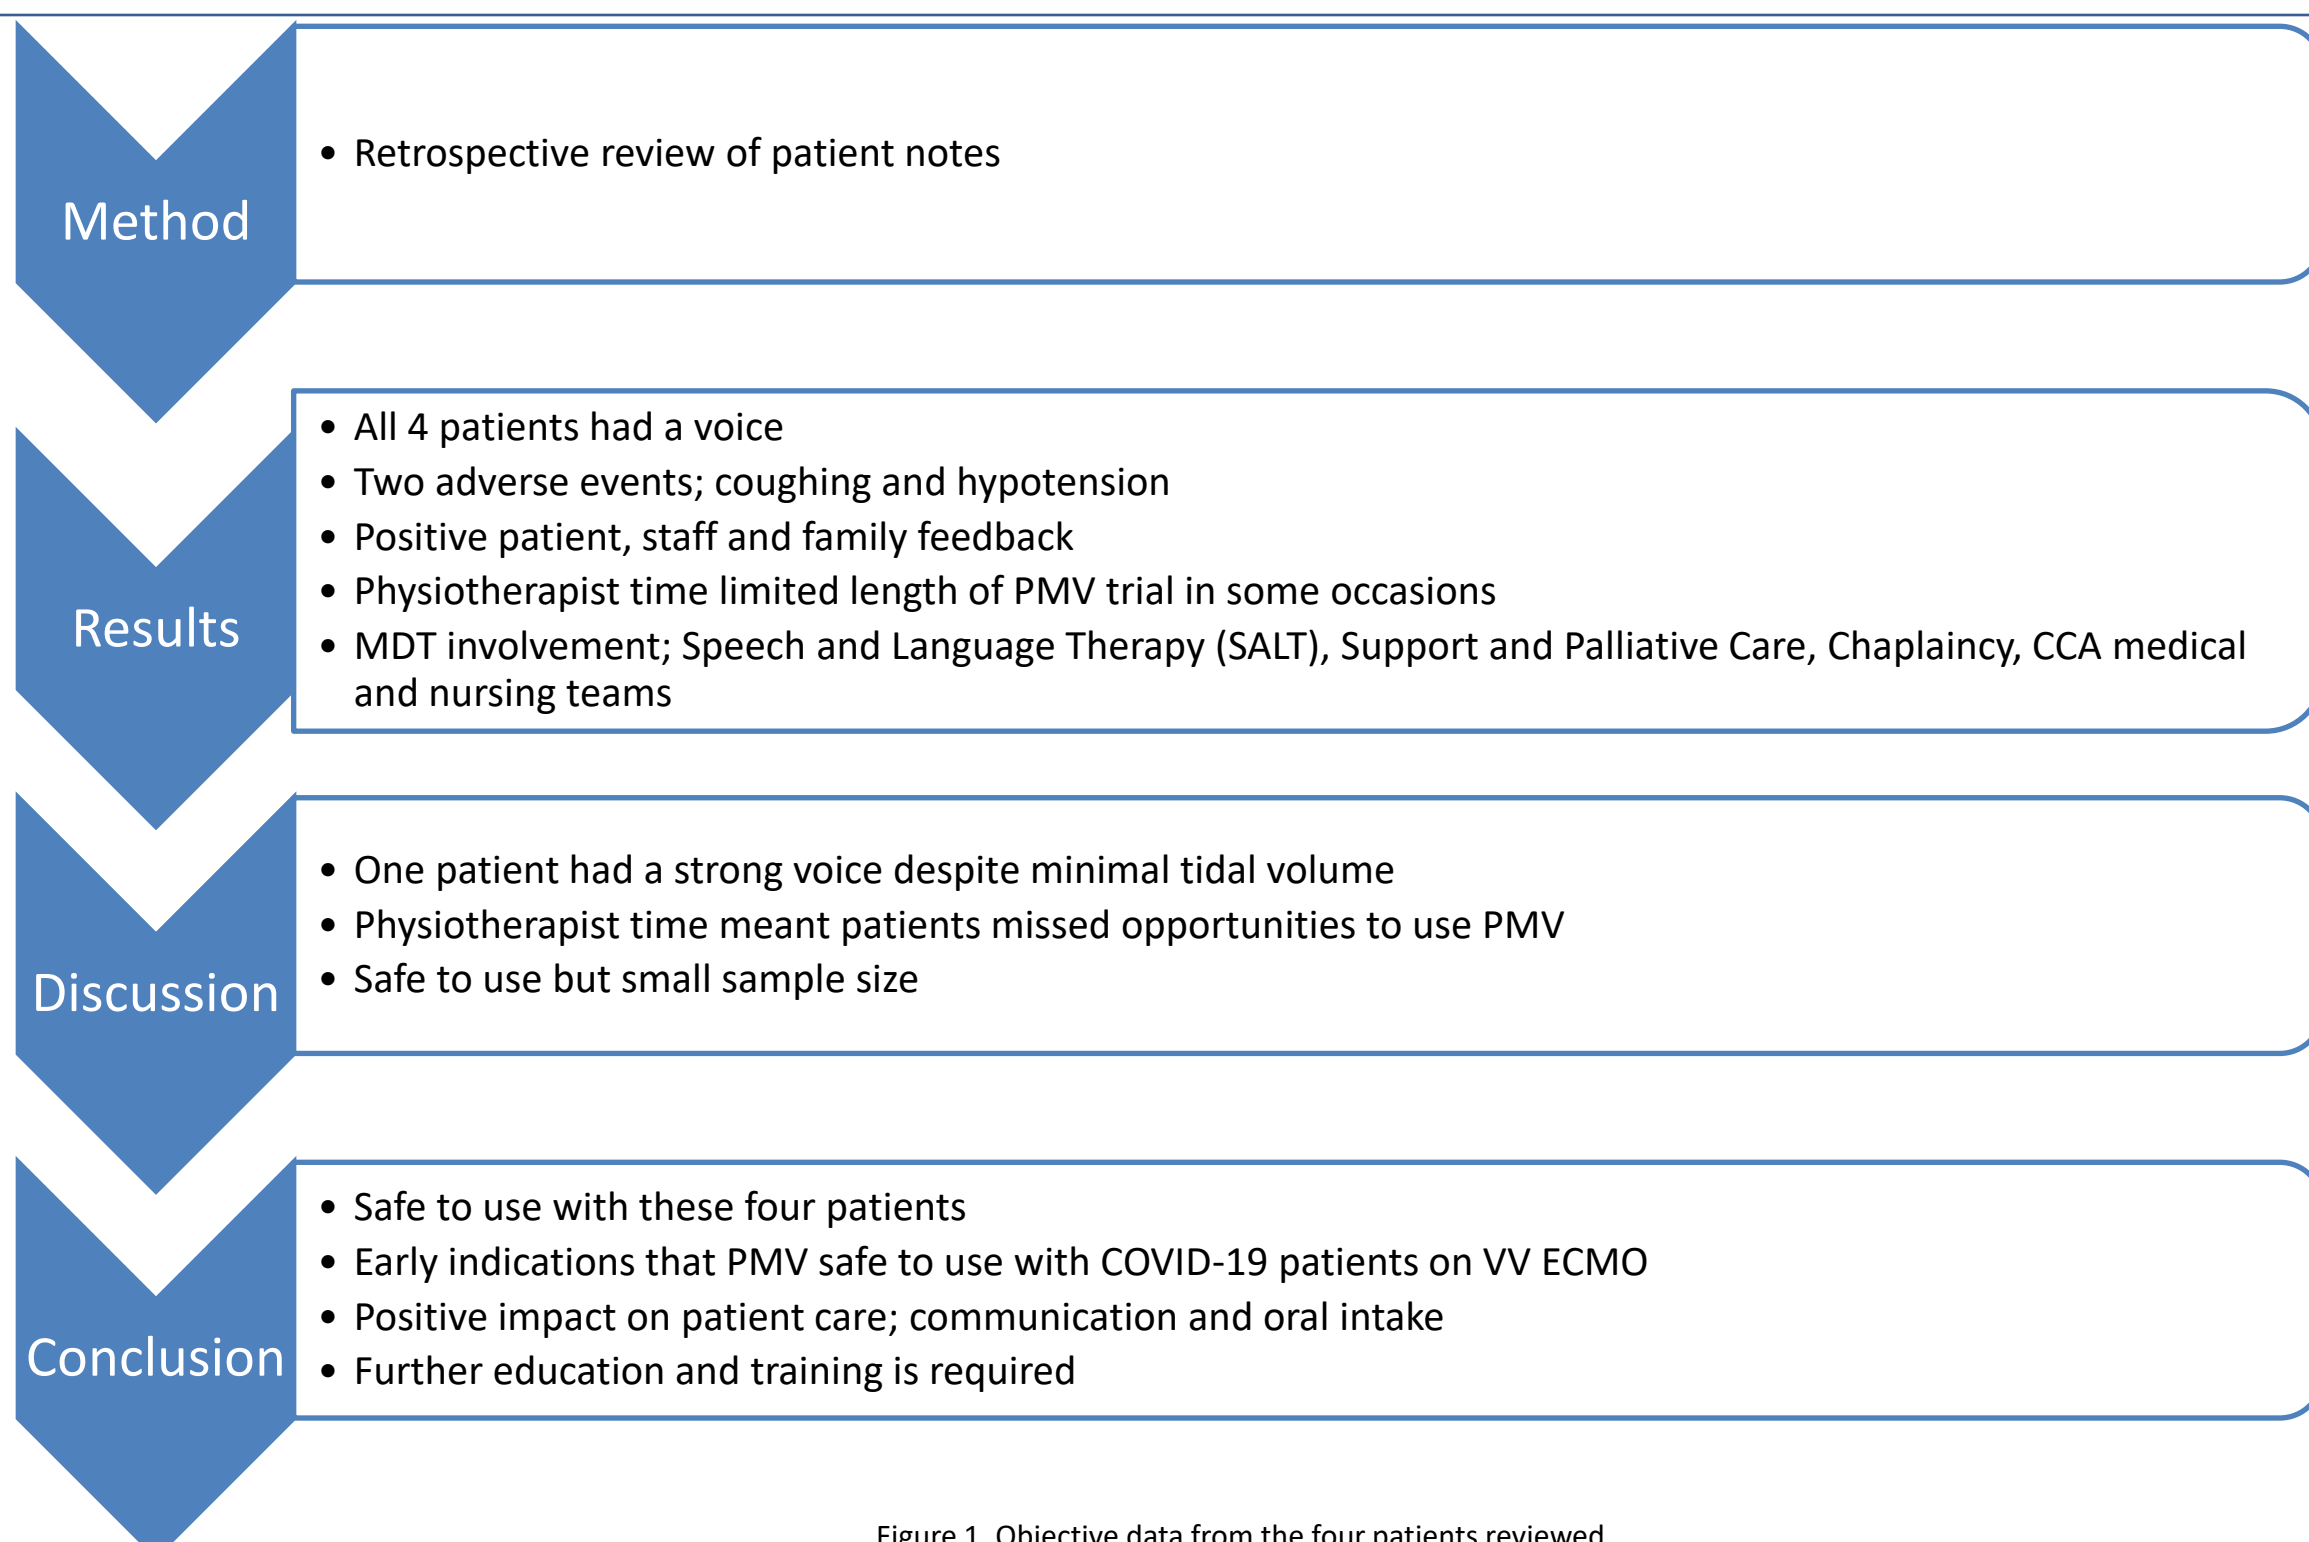 Method
• Retrospective review of patient notes
Results
• All 4 patients had a voice
• Two adverse events; coughing and hypotension
• Positive patient, staff and family feedback
• Physiotherapist time limited length of PMV trial in some occasions
• MDT involvement; Speech and Language Therapy (SALT), Support and Palliative Care, Chaplaincy, CCA medical
and nursing teams
Discussion
• One patient had a strong voice despite minimal tidal volume
• Physiotherapist time meant patients missed opportunities to use PMV
• Safe to use but small sample size
Conclusion
• Safe to use with these four patients
• Early indications that PMV safe to use with COVID-19 patients on VV ECMO
• Positive impact on patient care; communication and oral intake
• Further education and training is required
Figure 1. Objective data from the four patients reviewed